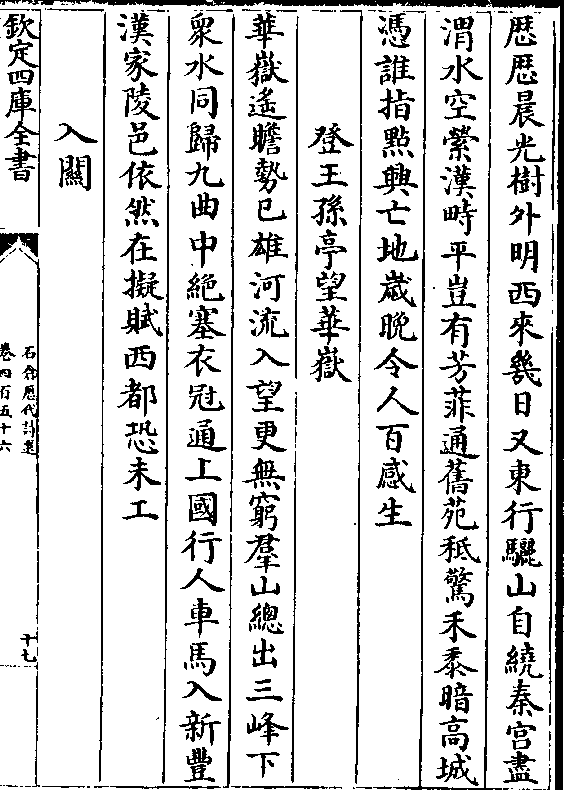 歴歴晨光樹外明西來幾日又東行驪山自繞秦宫盡
渭水空縈漢畤平豈有芳菲通舊苑秪驚禾黍暗髙城
憑誰指㸃興亡地嵗晚令人百感生
登王孫亭望華嶽
華嶽遙瞻勢已雄河流入望更無窮羣山總出三峰下
衆水同歸九曲中絶塞衣冠通上國行人車馬入新豐
漢家陵邑依然在擬賦西都恐未工
入關
欽定四庫全書
石倉歴代詩選
卷四百五十六
十七